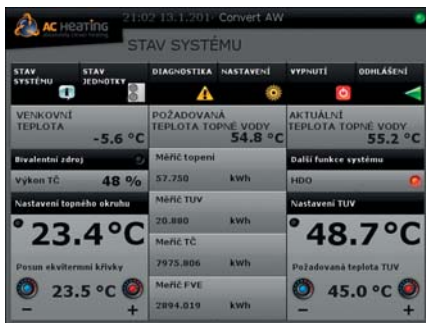 AC HEATING
21:02 13.1.201- Convert AW
STAV SYSTÉMU
STAV SYSTÉMU
STAV JEDNOTKY
DIAGNOSTIKA
NASTAVENÍ
VYPNUTÍ
ODHLÁŠENÍ
VENKOVNÍ
TEPLOTA
-5.6 °C
POŽADOVANÁ
TEPLOTA TOPNÉ VODY
54.8 °C
AKTUÁLNÍ
TEPLOTA TOPNÉ VODY
55.2 °C
Bivalentní zdroj
Výkon TČ 48 %
Nastavení topného okruhu
23.4°C
Posun ekvitermní křivky
23.5 °C
- +
Měřič topení
57.750 kWh
Měřič TUV
20.880 kWh
Meřič TČ
7975.806 kWh
Meřič FVE
2894.019 kWh
Další funkce systému
HDO
Nastavení TUV
48.7°C
Požadovaná teplota TUV
45.0 °C
- +